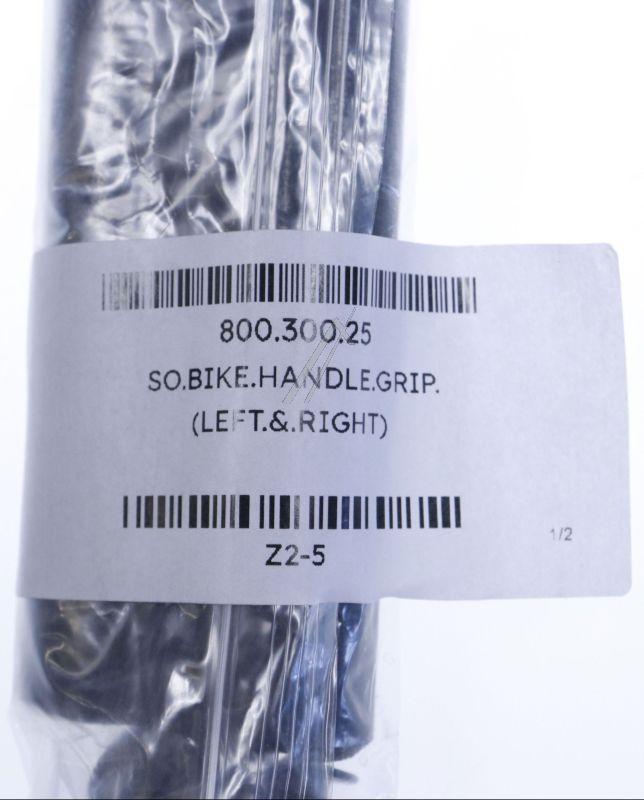 800.300.25
SO.BIKE.HANDLE.GRIP.
(LEFT.&.RIGHT)
Z2-5
1/2